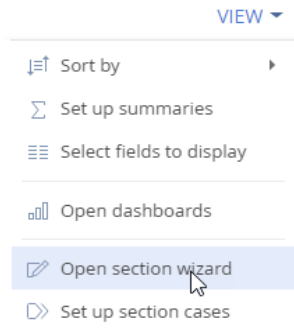 VIEW
Sort by
Set up summaries
Select fields to display
Open dashboards
Open section wizard
Set up section cases